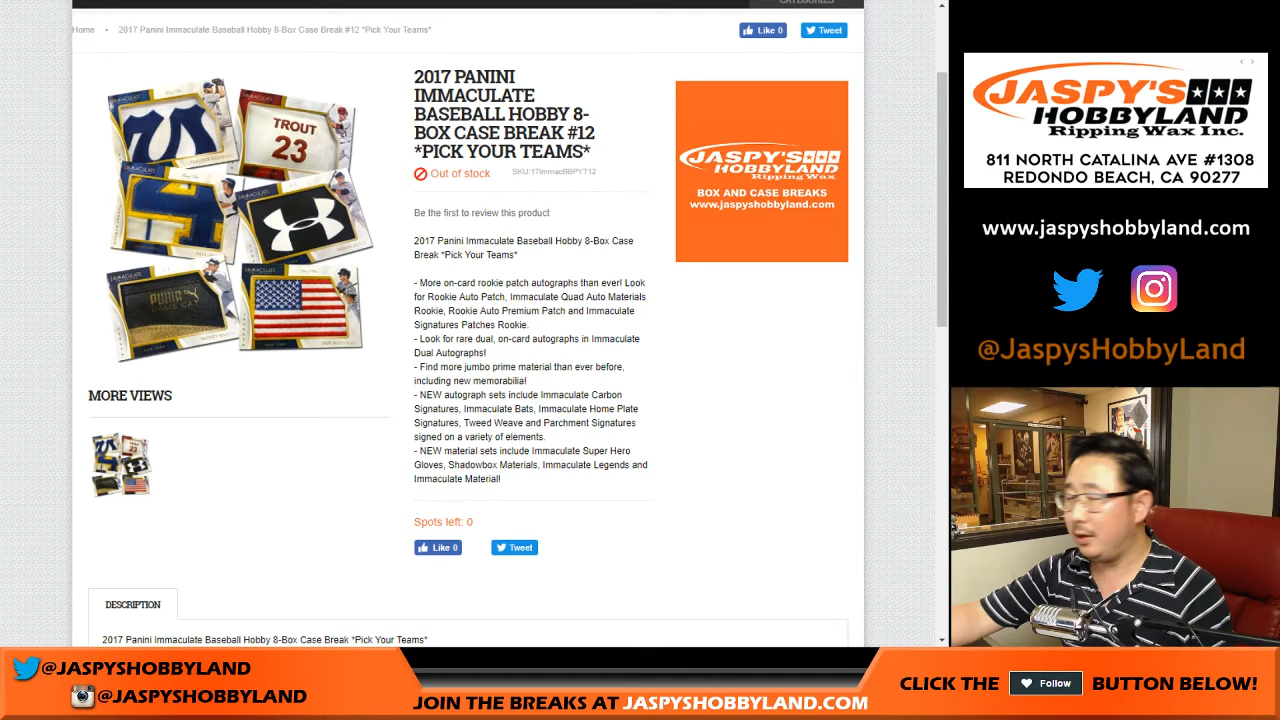 CATEGORIES
Home • 2017 Panini Immaculate Baseball Hobby 8-Box Case Break #12 *Pick Your Teams*
Like 0
Tweet
TROUT
23
2017 PANINI
IMMACULATE
BASEBALL HOBBY 8-
BOX CASE BREAK #12
*PICK YOUR TEAMS*
Out of stock
SKU:17ImmacBBPYT12
Be the first to review this product
2017 Panini Immaculate Baseball Hobby 8-Box Case
Break *Pick Your Teams*
- More on-card rookie patch autographs than ever! Look
for Rookie Auto Patch, Immaculate Quad Auto Materials
Rookie, Rookie Auto Premium Patch and Immaculate
Signatures Patches Rookie.
- Look for rare dual, on-card autographs in Immaculate
Dual Autographs!
- Find more jumbo prime material than ever before,
including new memorabilia!
- NEW autograph sets include Immaculate Carbon
Signatures, Immaculate Bats, Immaculate Home Plate
Signatures, Tweed Weave and Parchment Signatures
signed on a variety of elements.
- NEW material sets include Immaculate Super Hero
Gloves, Shadowbox Materials, Immaculate Legends and
Immaculate Material!
Spots left: 0
Like 0
Tweet
MORE VIEWS
PUMA
JASPY'S
HOBBYLAND
Ripping Wax
BOX AND CASE BREAKS
www.jaspyshobbyland.com
DESCRIPTION
2017 Panini Immaculate Baseball Hobby 8-Box Case Break *Pick Your Teams*
JASPY'S
HOBBYLAND
Ripping Wax Inc.
811 NORTH CATALINA AVE #1308
REDONDO BEACH, CA 90277
www.jaspyshobbyland.com
@JaspysHobbyLand
@JASPYSHOBBYLAND
@JASPYSHOBBYLAND
JOIN THE BREAKS AT JASPYSHOBBYLAND.COM
CLICK THE Follow BUTTON BELOW!